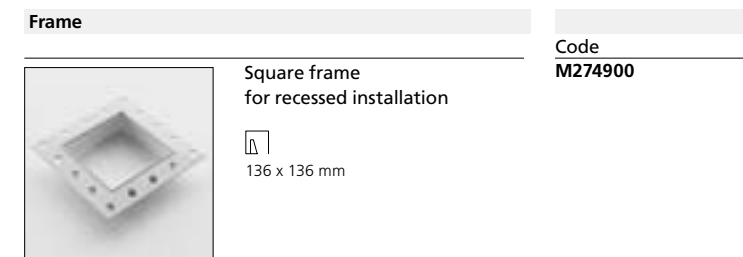 Frame
Code
Square frame
for recessed installation
M274900
136 x 136 mm